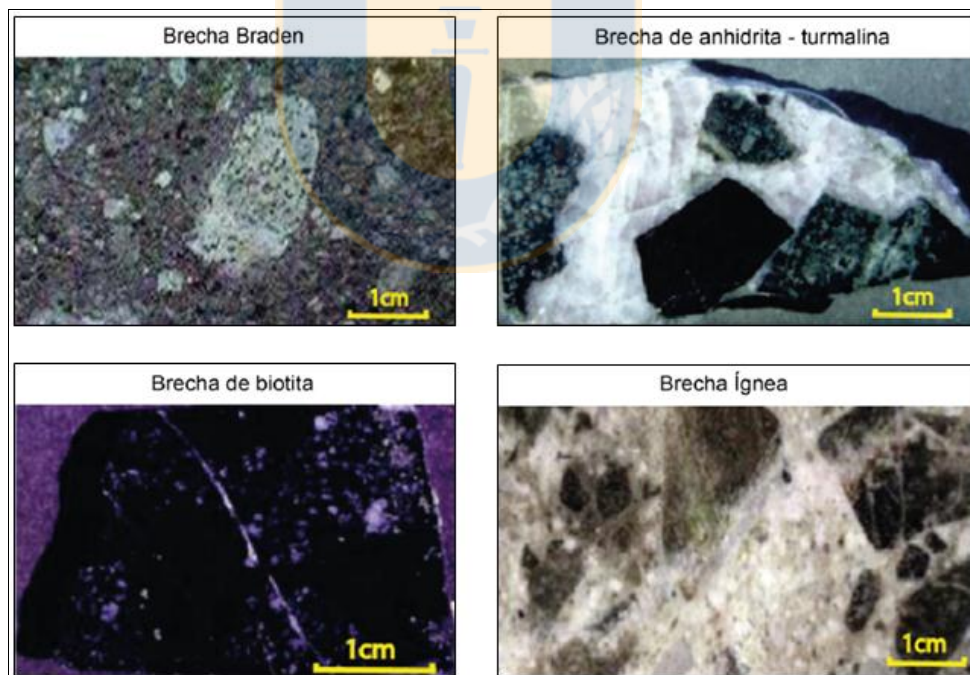 Brecha Braden
Brecha de anhidrita - turmalina
1cm
1cm
Brecha de biotita
Brecha Ígnea
1cm
1cm